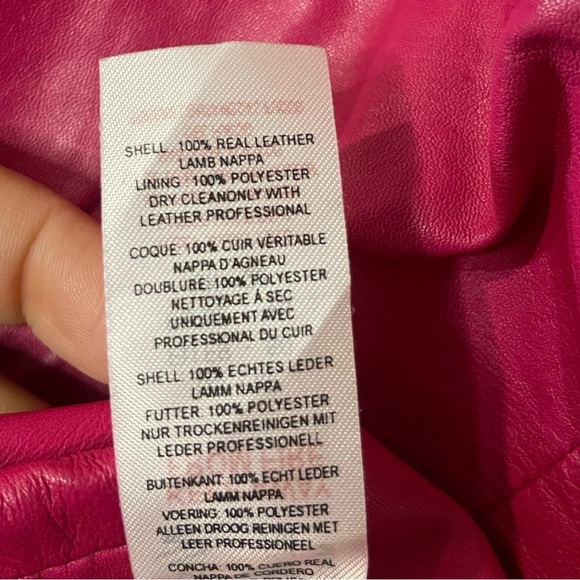 SHELL: 100% REAL LEATHER
LAMB NAPPA
LINING : 100% POLYESTER
DRY CLEANONLY WITH
LEATHER PROFESSIONAL
COQUE: 100% CUIR VÉRITABLE
NAPPA D'AGNEAU
DOUBLURE: 100% POLYESTER
NETTOYAGE À SEC
UNIQUEMENT AVEC
PROFESSIONAL DU CUIR
SHELL: 100% ECHTES LEDER
LAMM NAPPA
FUTTER: 100% POLYESTER
NUR TROCKENREINIGEN MIT
LEDER PROFESSIONELL
BUITENKANT: 100% ECHT LEDER
LAMM NAPPA
VOERING: 100% POLYESTER
ALLEEN DROOG REINIGEN MET
LEER PROFESSIONEEL
CONCHA: 100% CUERO REAL
NAPPA DE CORDERO